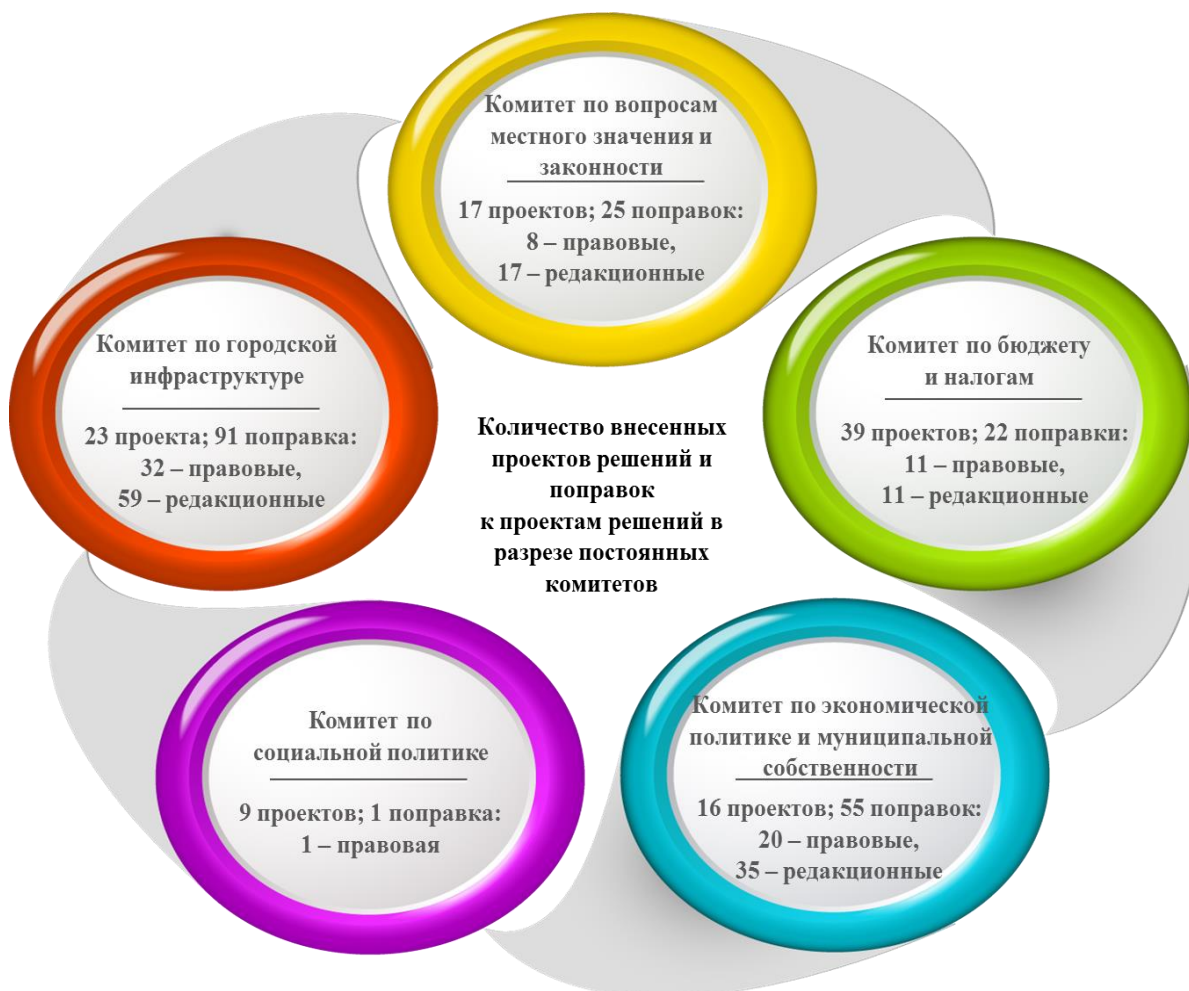 Комитет по вопросам
местного значения и
законности
17 проектов; 25 поправок:
8 – правовые,
17 – редакционные
Комитет по городской
инфраструктуре
23 проекта; 91 поправка:
32 – правовые,
59 – редакционные
Количество внесенных
проектов решений и
поправок
к проектам решений в
разрезе постоянных
комитетов
Комитет по бюджету
и налогам
39 проектов; 22 поправки:
11 – правовые,
11 – редакционные
Комитет по
социальной политике
9 проектов; 1 поправка:
1 – правовая
Комитет по экономической
политике и муниципальной
собственности
16 проектов; 55 поправок:
20 – правовые,
35 – редакционные